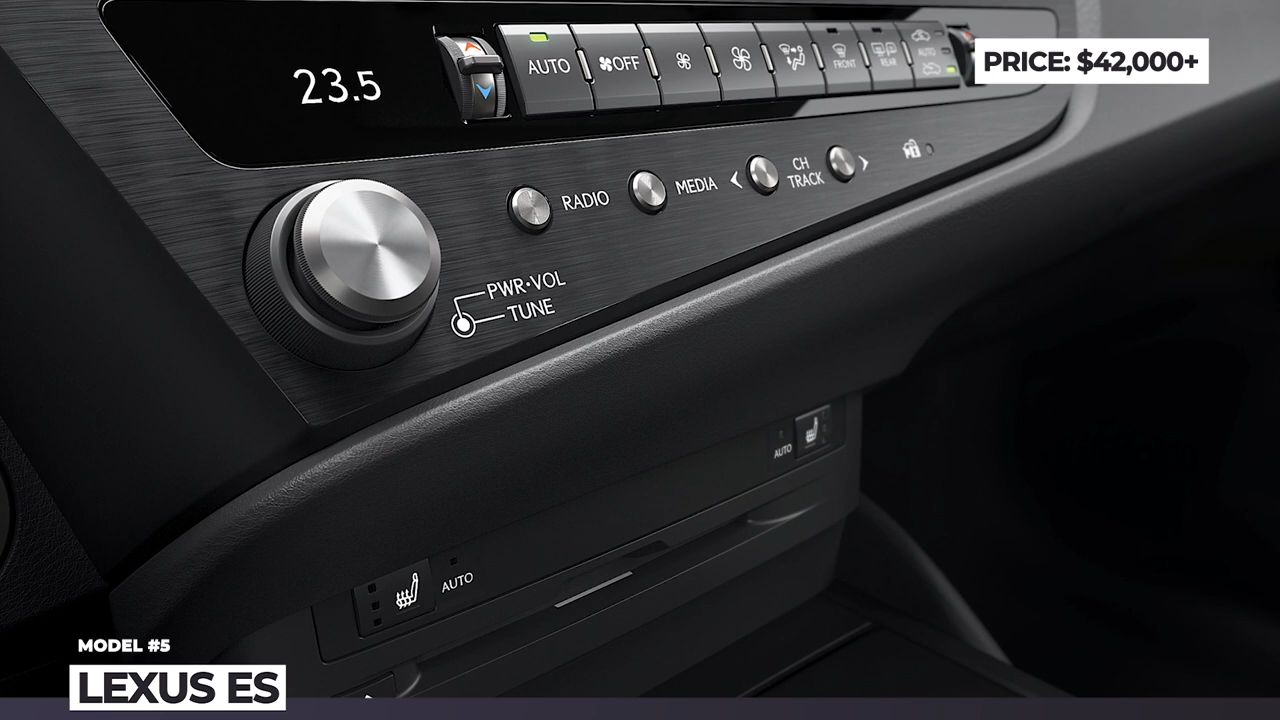 PRICE: $42,000+
23.5
AUTO
OFF
FRONT
REAR
AUTO
RADIO
MEDIA
CH
TRACK
PWR•VOL
TUNE
AUTO
AUTO
MODEL #5
LEXUS ES